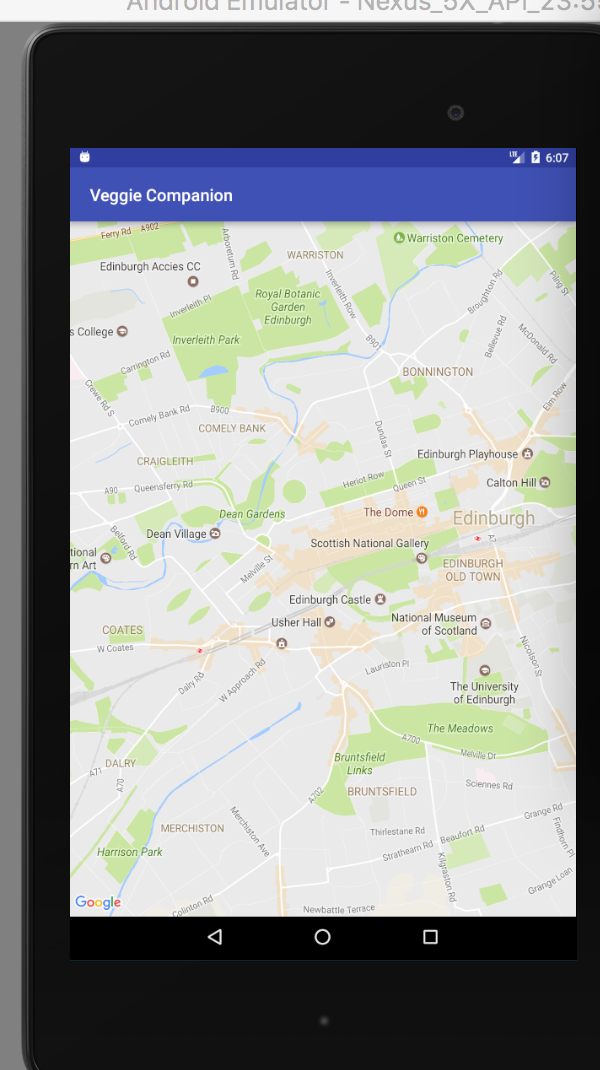 Android Emulator - Nexus_5X_API_23:55
LTE 6:07
Veggie Companion
Ferry Rd
A902
Arboretum Rd
Warriston Cemetery
WARRISTON
Edinburgh Accies CC
Pilrig St
Inverleith Row
Broughton Rd
Royal Botanic
Garden
Edinburgh
Inverleith Pl
s College
Inverleith Park
B901
Bellevue Rd
McDonald Rd
Carrington Rd
BONNINGTON
Crewe Rd S
Elm Row
Comely Bank Rd
B900
COMELY BANK
Dundas St
Edinburgh Playhouse
CRAIGLEITH
Heriot Row
Queen St
Calton Hill
A90
Queensferry Rd
Dean Gardens
The Dome
Edinburgh
Belford Rd
Dean Village
A7
Scottish National Gallery
tional
rn Art
Melville St
EDINBURGH
OLD TOWN
Edinburgh Castle
National Museum
of Scotland
Usher Hall
COATES
W Coates
Nicolson St
Lauriston Pl
Dalry Rd
W Approach Rd
The University
of Edinburgh
The Meadows
A700
Melville Dr
Bruntsfield
Links
DALRY
A71
A70
Sciennes Rd
A702
BRUNTSFIELD
Grange Rd
MERCHISTON
Merchiston Ave
Thirlestane Rd
Beaufort Rd
Findhorn Pl
Strathearn Rd
Harrison Park
Kilgraston Rd
Grange Loan
Google
Colinton Rd
Newbattle Terrace